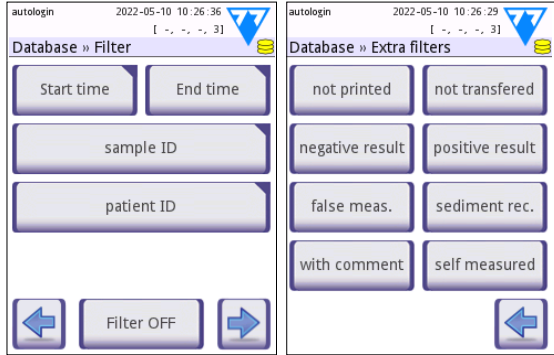 autologin 2022-05-10 10:26:36
[ -, -, -, 3]
Database » Filter
Start time End time
sample ID
patient ID
Filter OFF
autologin 2022-05-10 10:26:29
[ -, -, -, 3]
Database » Extra filters
not printed not transfered
negative result positive result
false meas. sediment rec.
with comment self measured